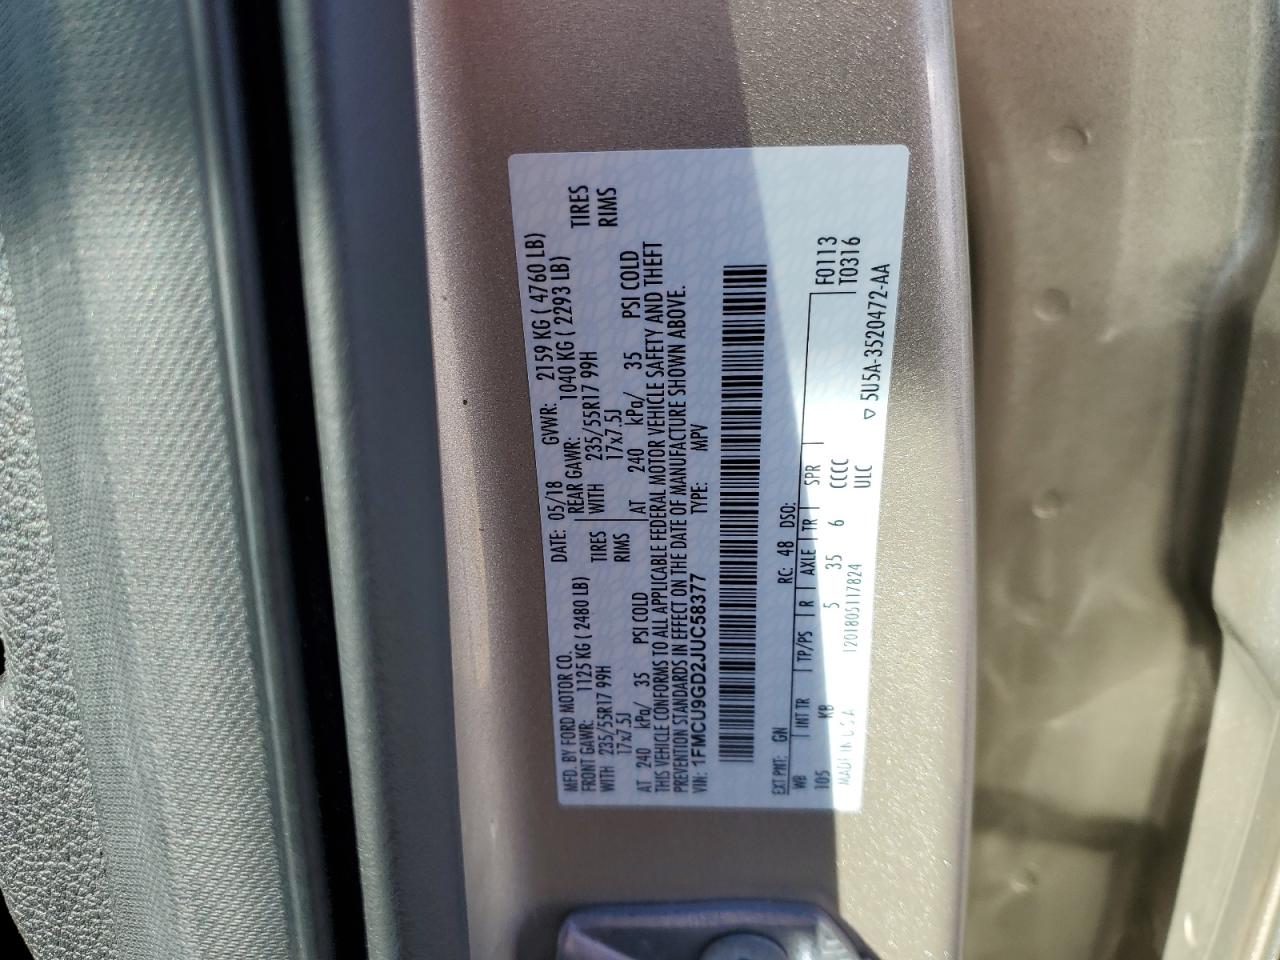 MFD. BY FORD MOTOR CO. DATE: 05/18 GVWR: 2159 KG ( 4760 LB)
FRONT GAWR: 1125 KG ( 2480 LB) REAR GAWR: 1040 KG ( 2293 LB)
WITH 235/55R17 99H TIRES WITH 235/55R17 99H TIRES
17x7.5J RIMS 17x7.5J RIMS
AT 240 kPa/ 35 PSI COLD AT 240 kPa/ 35 PSI COLD
THIS VEHICLE CONFORMS TO ALL APPLICABLE FEDERAL MOTOR VEHICLE SAFETY AND THEFT
PREVENTION STANDARDS IN EFFECT ON THE DATE OF MANUFACTURE SHOWN ABOVE.
VIN: 1FMCU9GD2JUC58377 TYPE: MPV
EXT PNT: GN RC: 48 DSO:
WB INT TR TP/PS R AXLE TR SPR F0113
105 KB 5 35 6 CCCC T0316
MADE IN U.S.A 1201805117824 ULC
▽ 5U5A-3520472-AA